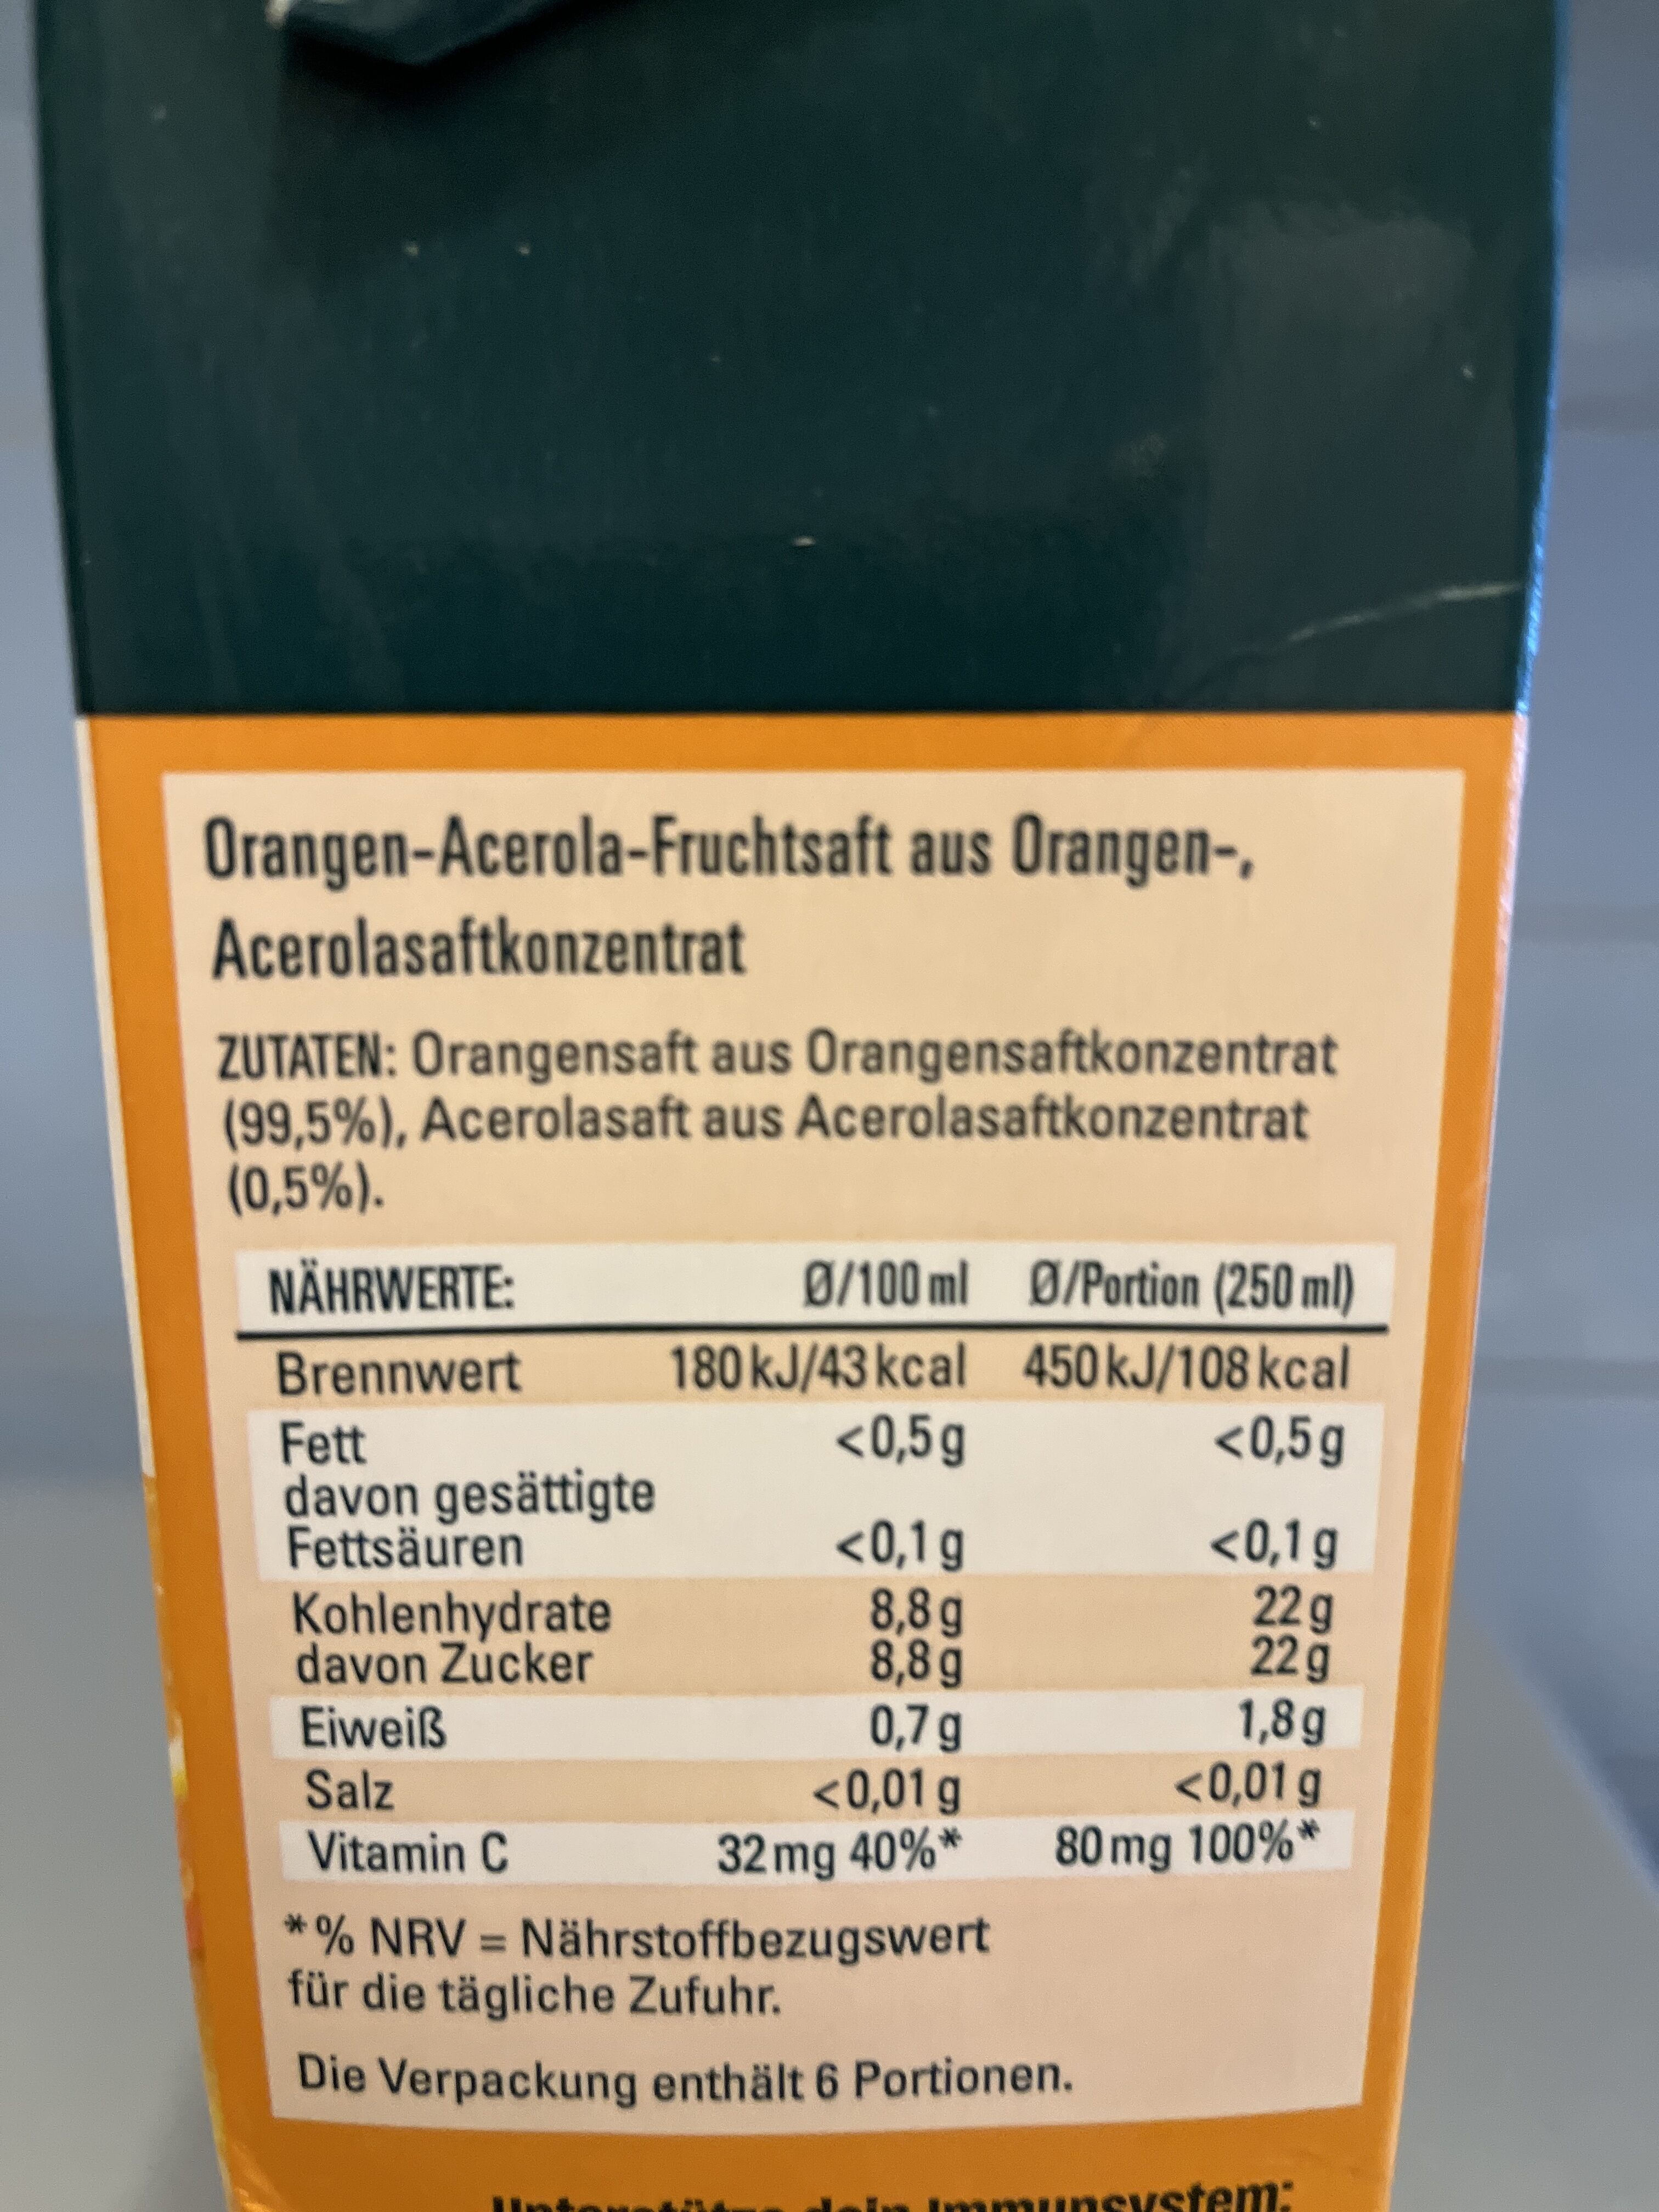 Orangen-Acerola-Fruchtsaft aus Orangen-,
Acerolasaftkonzentrat
ZUTATEN: Orangensaft aus Orangensaftkonzentrat
(99,5%), Acerolasaft aus Acerolasaftkonzentrat
(0,5%).
NÄHRWERTE: Ø/100 ml Ø/Portion (250 ml)
Brennwert 180 kJ/43 kcal 450 kJ/108 kcal
Fett <0,5 g <0,5 g
davon gesättigte
Fettsäuren <0,1 g <0,1 g
Kohlenhydrate 8,8 g 22 g
davon Zucker 8,8 g 22 g
Eiweiß 0,7 g 1,8 g
Salz <0,01 g <0,01 g
Vitamin C 32 mg 40%* 80 mg 100%*
*% NRV = Nährstoffbezugswert
für die tägliche Zufuhr.
Die Verpackung enthält 6 Portionen.
Unterstütze dein Immunsystem: